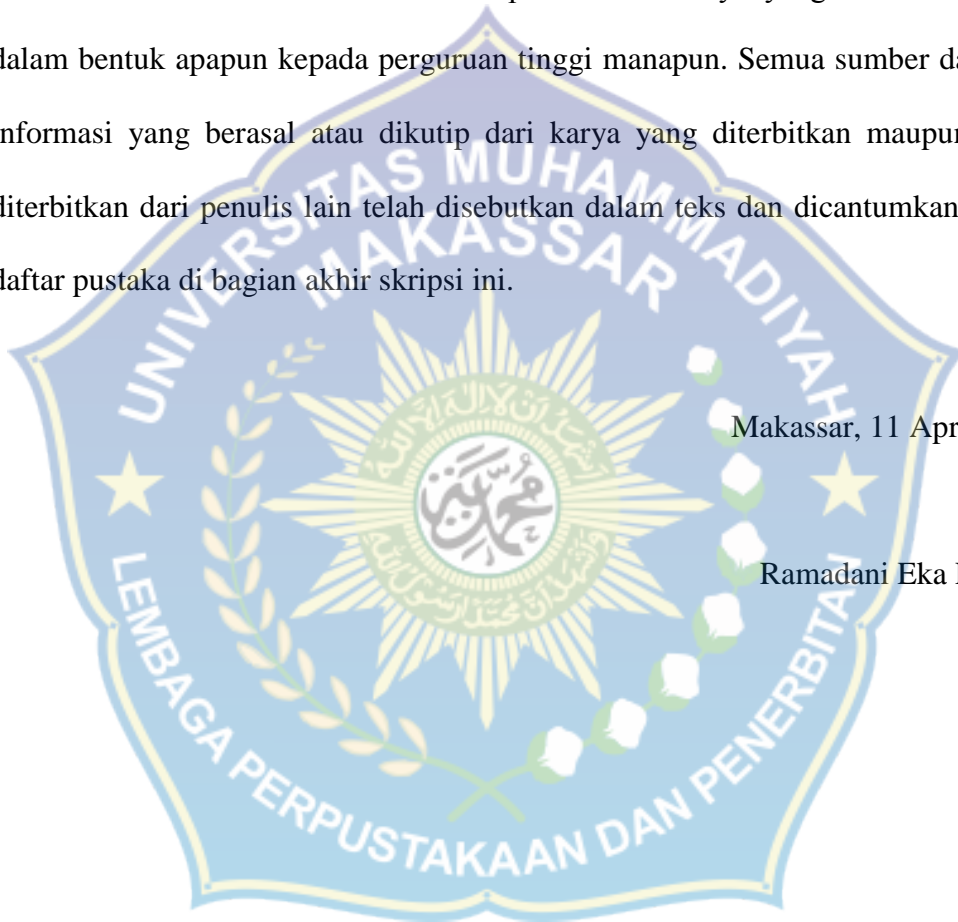 dalam bentuk apapun kepada perguruan tinggi manapun. Semua sumber da
informasi yang berasal atau dikutip dari karya yang diterbitkan maupun
diterbitkan dari penulis lain telah disebutkan dalam teks dan dicantumkan
daftar pustaka di bagian akhir skripsi ini.
UNIVERSITAS MUHAMMADIYAH
MAKASSAR
Makassar, 11 Apr
Ramadani Eka
LEMBAGA PERPUSTAKAAN DAN PENERBITAN